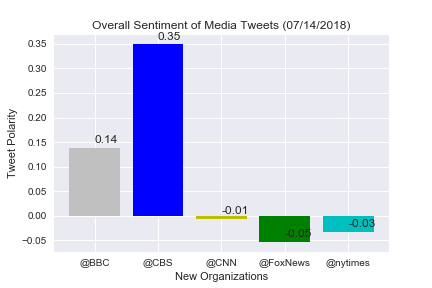 Overall Sentiment of Media Tweets (07/14/2018)
0.35
0.30
0.25
0.20
0.15
0.10
0.05
0.00
−0.05
Tweet Polarity
0.14
0.35
-0.01
-0.05
-0.03
@BBC
@CBS
@CNN
@FoxNews
@nytimes
New Organizations